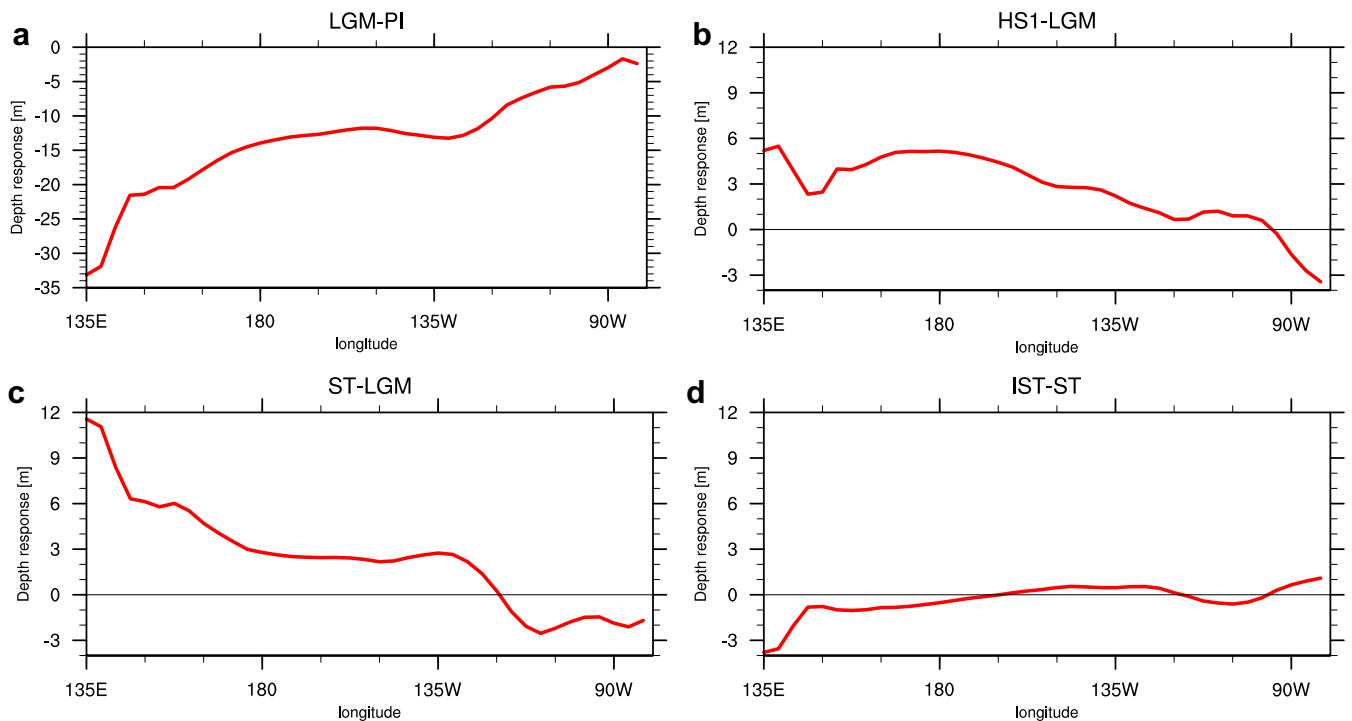 a
LGM-PI
Depth response [m]
0
-5
-10
-15
-20
-25
-30
-35
135E 180 135W 90W
longitude
b
HS1-LGM
Depth response [m]
12
9
6
3
0
-3
135E 180 135W 90W
longitude
c
ST-LGM
Depth response [m]
12
9
6
3
0
-3
135E 180 135W 90W
longitude
d
IST-ST
Depth response [m]
12
9
6
3
0
-3
135E 180 135W 90W
longitude